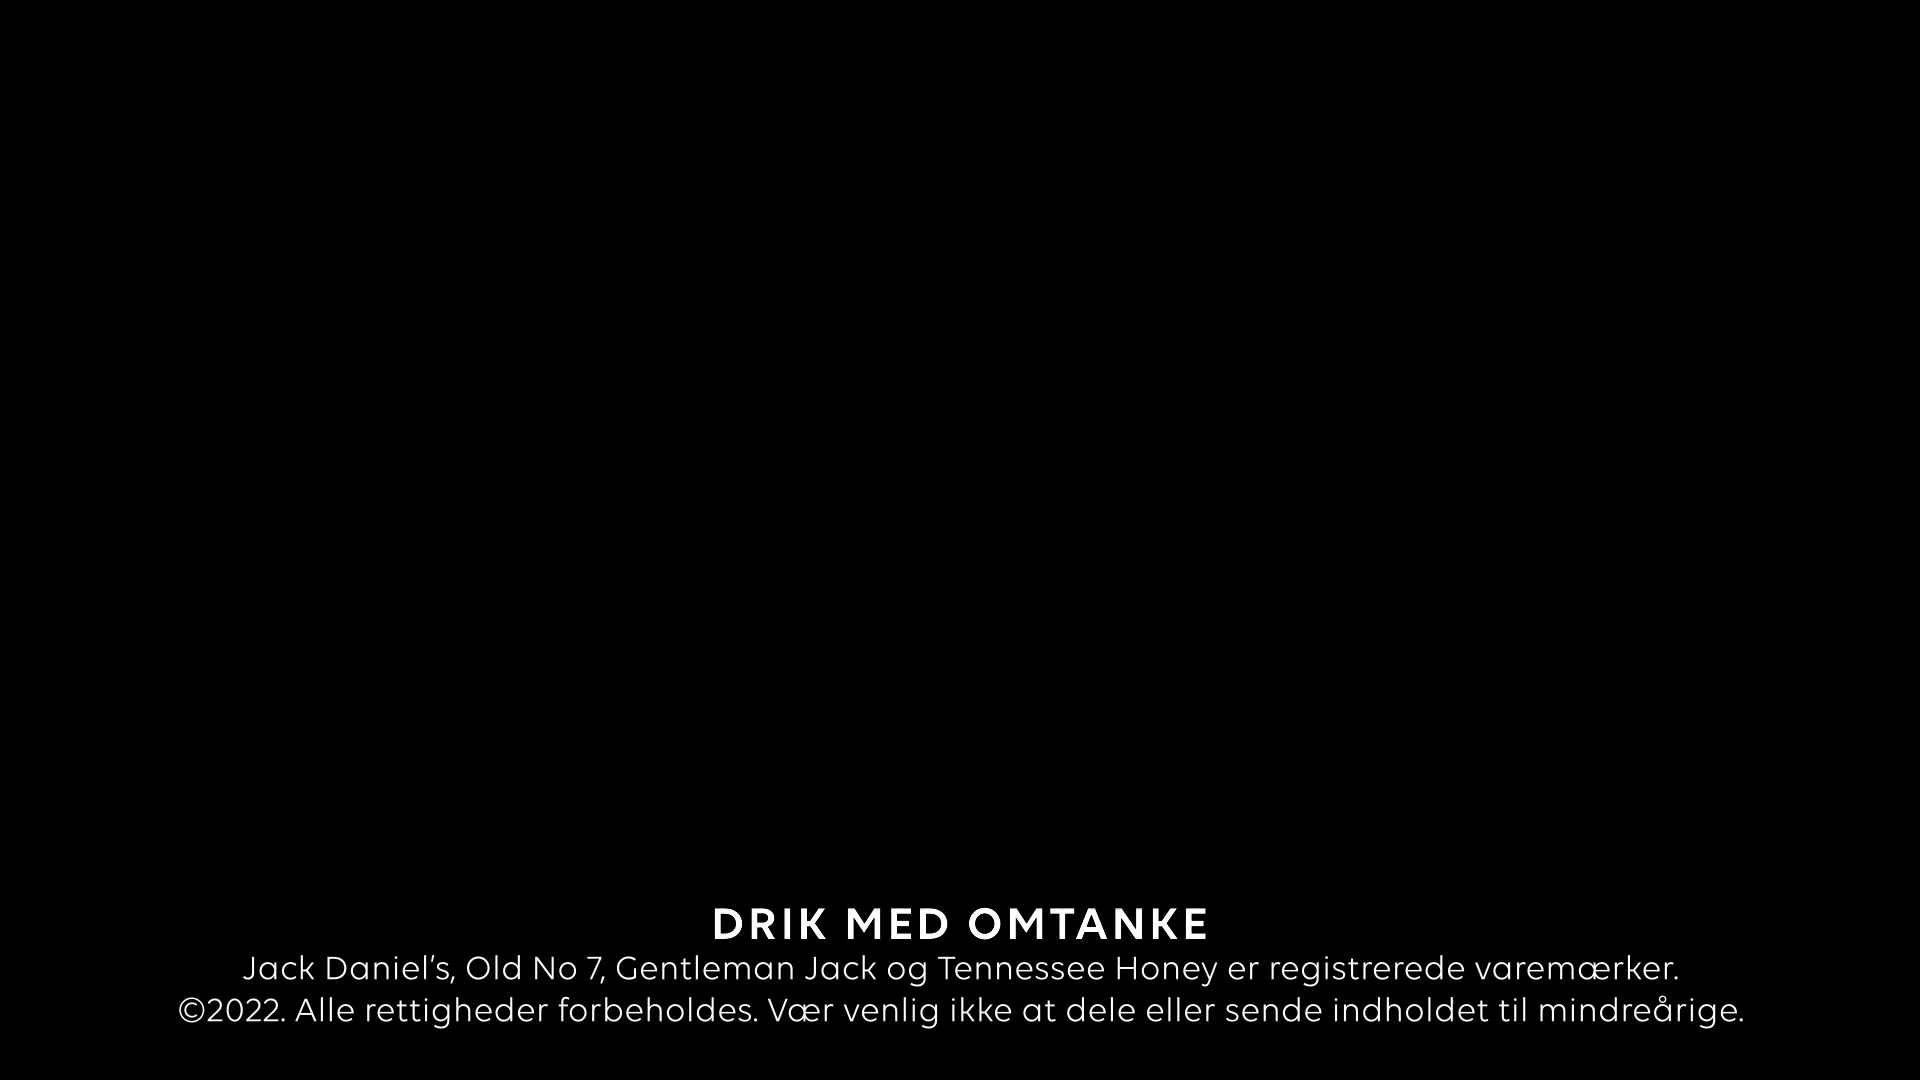 DRIK MED OMTANKE
Jack Daniel’s, Old No 7, Gentleman Jack og Tennessee Honey er registrerede varemærker.
©2022. Alle rettigheder forbeholdes. Vær venlig ikke at dele eller sende indholdet til mindreårige.